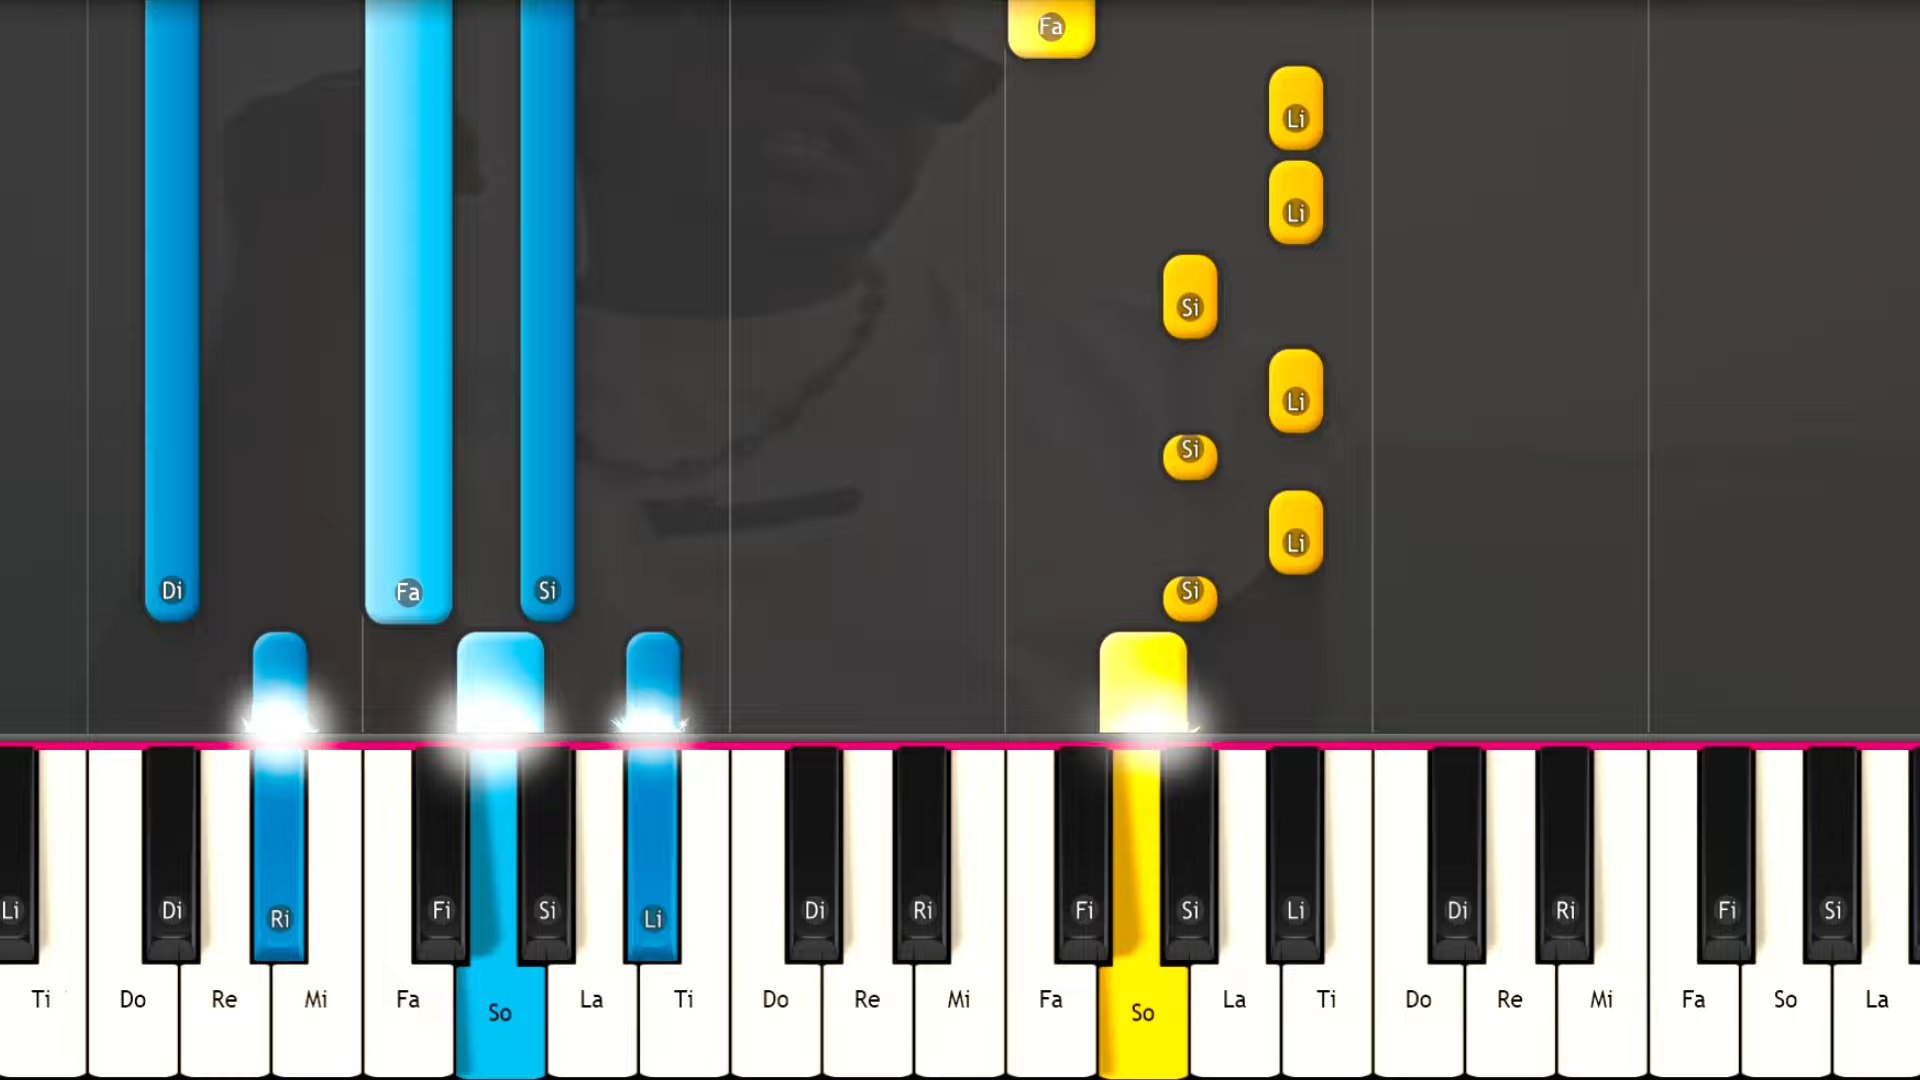 Fa
Li
Li
Si
Li
Si
Li
Di Fa Si Si
Li Di Ri Fi Si Li Di Ri Fi Si Li Di Ri Fi Si
Ti Do Re Mi Fa So La Ti Do Re Mi Fa So La Ti Do Re Mi Fa So La